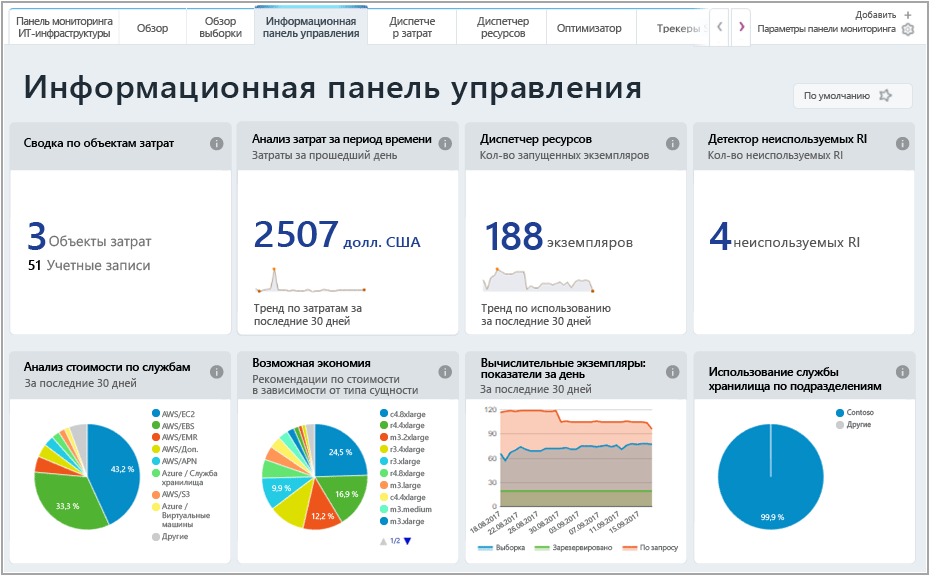 Панель мониторинга
ИТ-инфраструктуры
Обзор
Обзор
выборки
Информационная
панель управления
Диспетче
р затрат
Диспетчер
ресурсов
Оптимизатор
Трекеры
Добавить +
Параметры панели мониторинга
Информационная панель управления
По умолчанию
Сводка по объектам затрат
3 Объекты затрат
51 Учетные записи
Анализ затрат за период времени
Затраты за прошедший день
2507 долл. США
Тренд по затратам за
последние 30 дней
Диспетчер ресурсов
Кол-во запущенных экземпляров
188 экземпляров
Тренд по использованию
за последние 30 дней
Детектор неиспользуемых RI
Кол-во неиспользуемых RI
4 неиспользуемых RI
Анализ стоимости по службам
За последние 30 дней
43,2 %
33,3 %
AWS/EC2
AWS/EBS
AWS/EMR
AWS/Доп.
AWS/APN
Azure / Служба
хранилища
AWS/S3
Azure /
Виртуальные
машины
Другие
Возможная экономия
Рекомендации по стоимости
в зависимости от типа сущности
24,5 %
16,9 %
12,2 %
9,9 %
c4.8xlarge
r4.4xlarge
m3.2xlarge
r3.4xlarge
r3.xlarge
r4.8xlarge
m3.large
c4.4xlarge
m3.medium
m3.xlarge
1/2
Вычислительные экземпляры:
показатели за день
За последние 30 дней
120
90
60
30
0
18.08.2017
22.08.2017
26.08.2017
30.08.2017
03.09.2017
07.09.2017
11.09.2017
15.09.2017
Выборка
Зарезервировано
По запросу
Использование службы
хранилища по подразделениям
99,9 %
Contoso
Другие